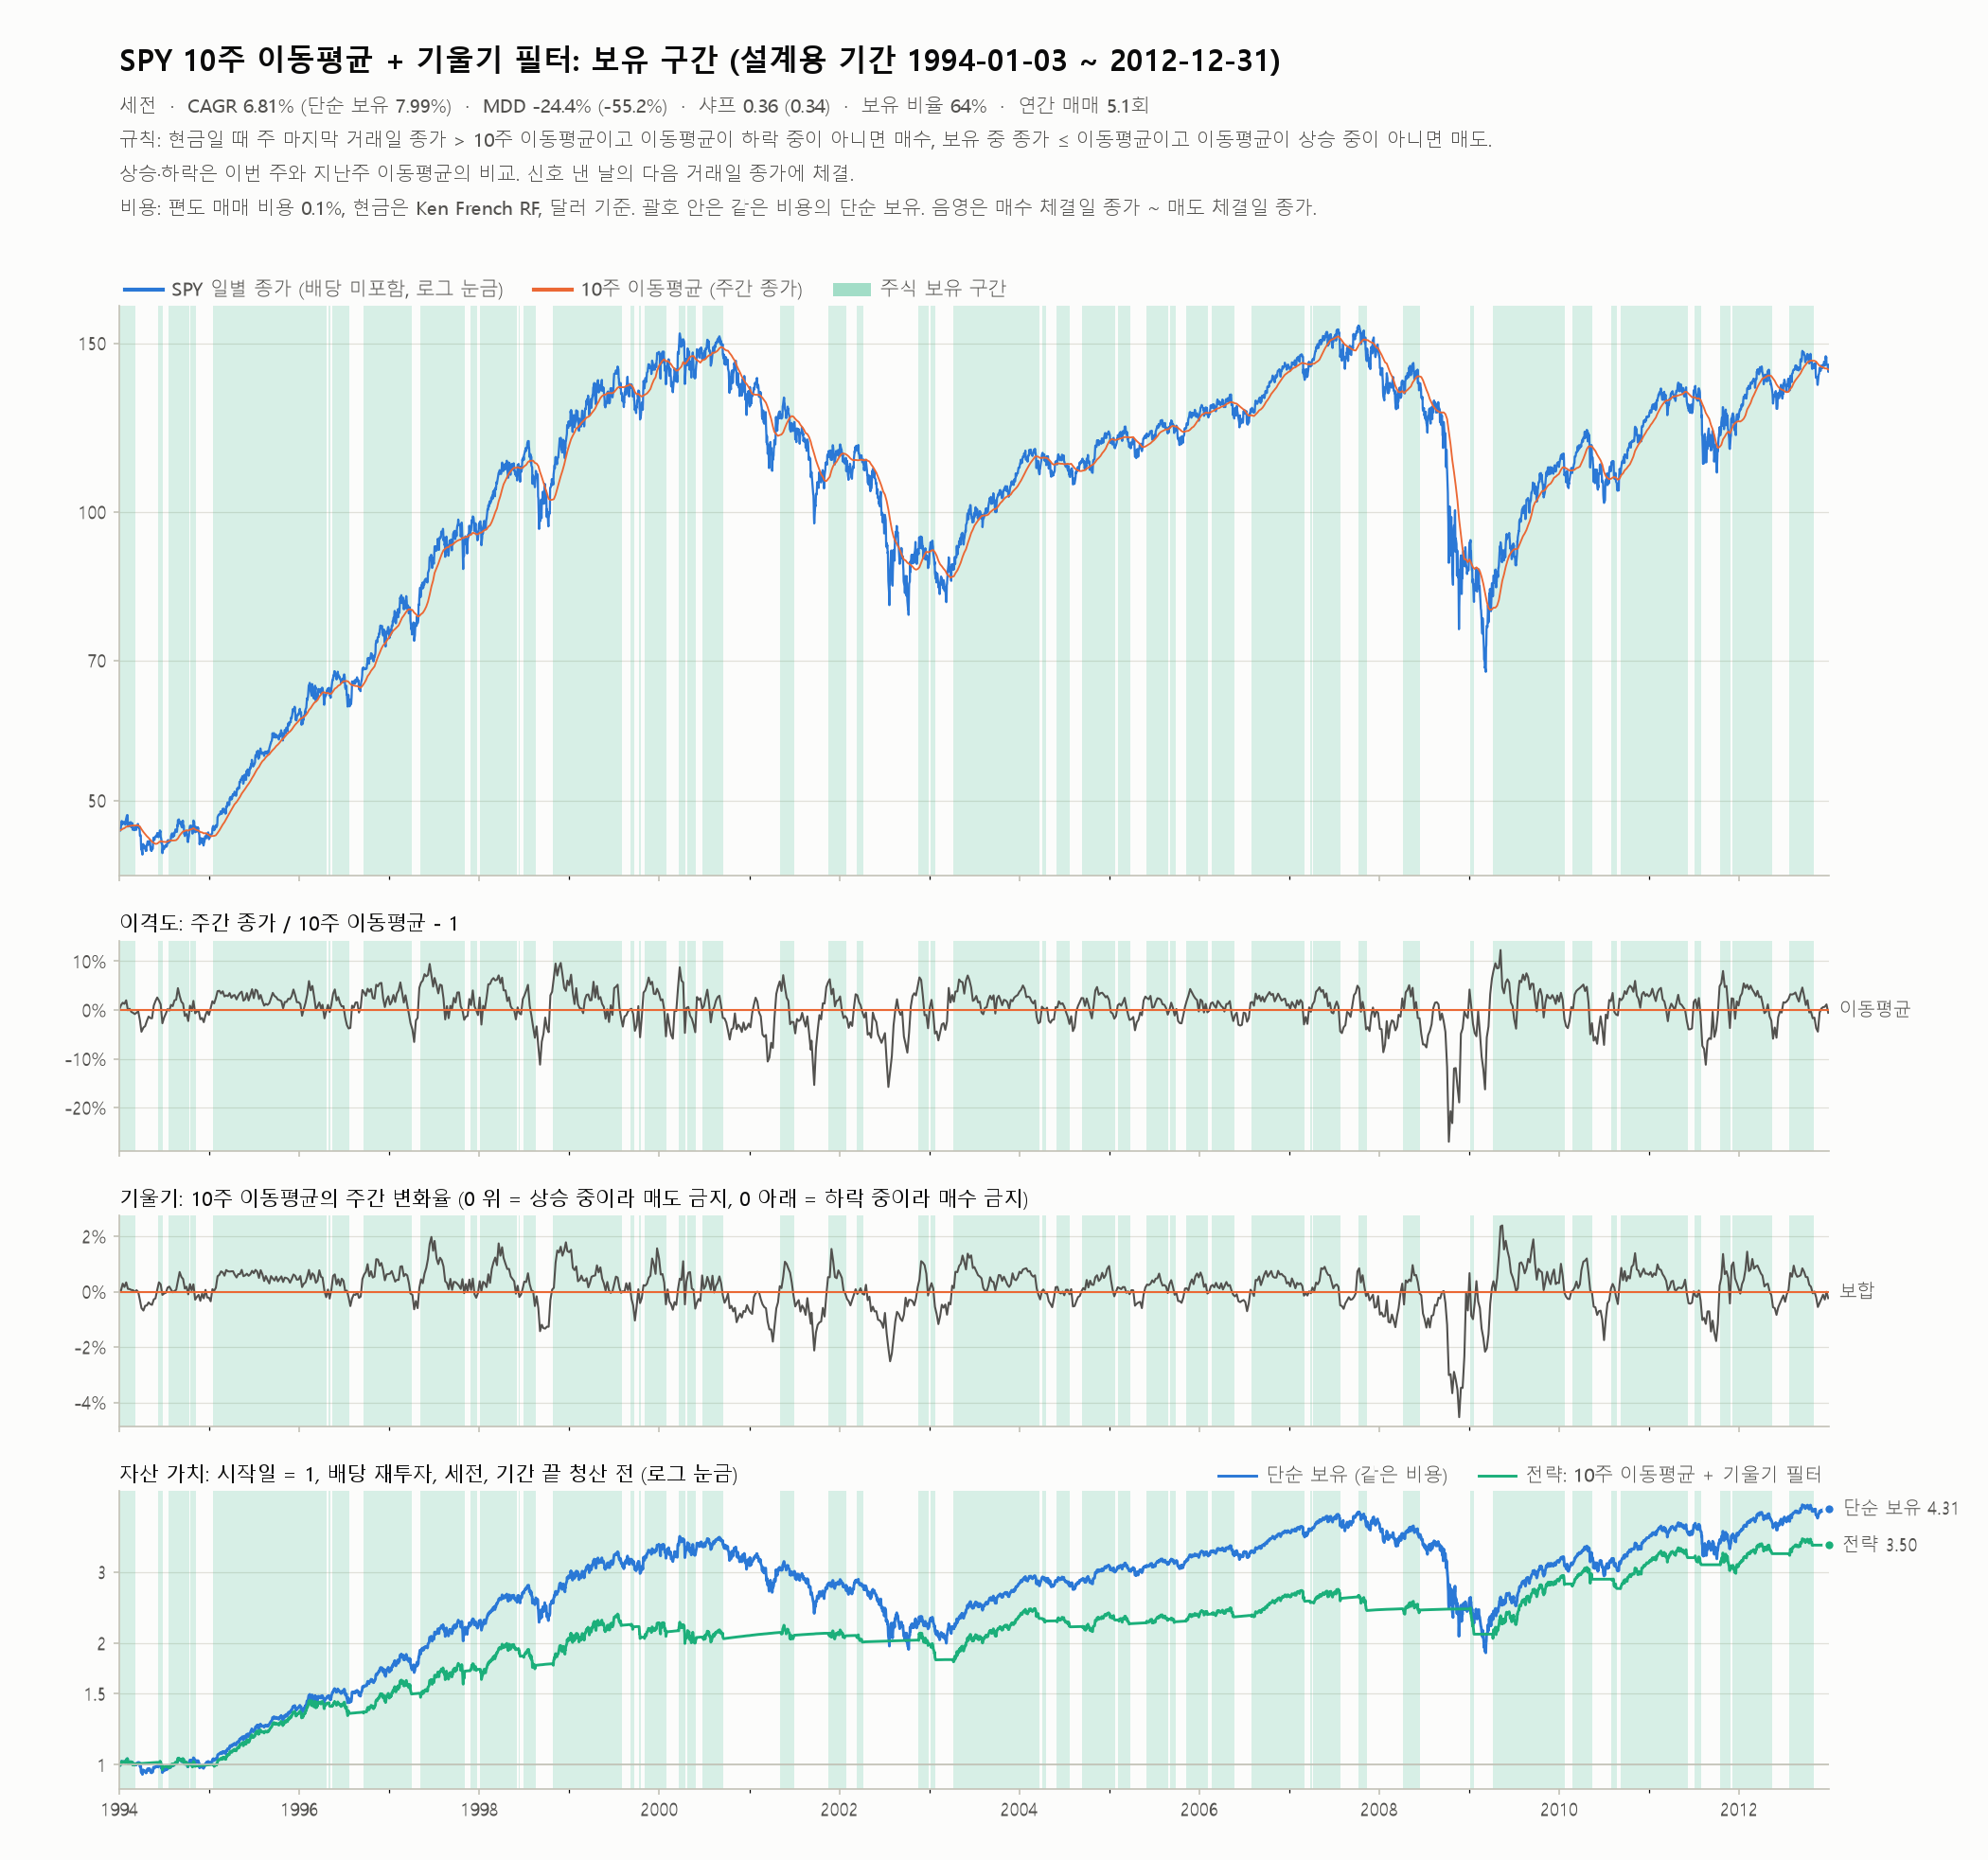 SPY 10주 이동평균 + 기울기 필터: 보유 구간 (설계용 기간 1994-01-03 ~ 2012-12-31)
세전 · CAGR 6.81% (단순 보유 7.99%) · MDD -24.4% (-55.2%) · 샤프 0.36 (0.34) · 보유 비율 64% · 연간 매매 5.1회
규칙: 현금일 때 주 마지막 거래일 종가 > 10주 이동평균이고 이동평균이 하락 중이 아니면 매수, 보유 중 종가 ≤ 이동평균이고 이동평균이 상승 중이 아니면 매도.
상승·하락은 이번 주와 지난주 이동평균의 비교. 신호 낸 날의 다음 거래일 종가에 체결.
비용: 편도 매매 비용 0.1%, 현금은 Ken French RF, 달러 기준. 괄호 안은 같은 비용의 단순 보유. 음영은 매수 체결일 종가 ~ 매도 체결일 종가.
SPY 일별 종가 (배당 미포함, 로그 눈금) 10주 이동평균 (주간 종가) 주식 보유 구간
150
100
70
50
이격도: 주간 종가 / 10주 이동평균 - 1
10%
0%
이동평균
-10%
-20%
기울기: 10주 이동평균의 주간 변화율 (0 위 = 상승 중이라 매도 금지, 0 아래 = 하락 중이라 매수 금지)
2%
0%
보합
-2%
-4%
자산 가치: 시작일 = 1, 배당 재투자, 세전, 기간 끝 청산 전 (로그 눈금)
단순 보유 (같은 비용) 전략: 10주 이동평균 + 기울기 필터
단순 보유 4.31
전략 3.50
3
2
1.5
1
1994 1996 1998 2000 2002 2004 2006 2008 2010 2012